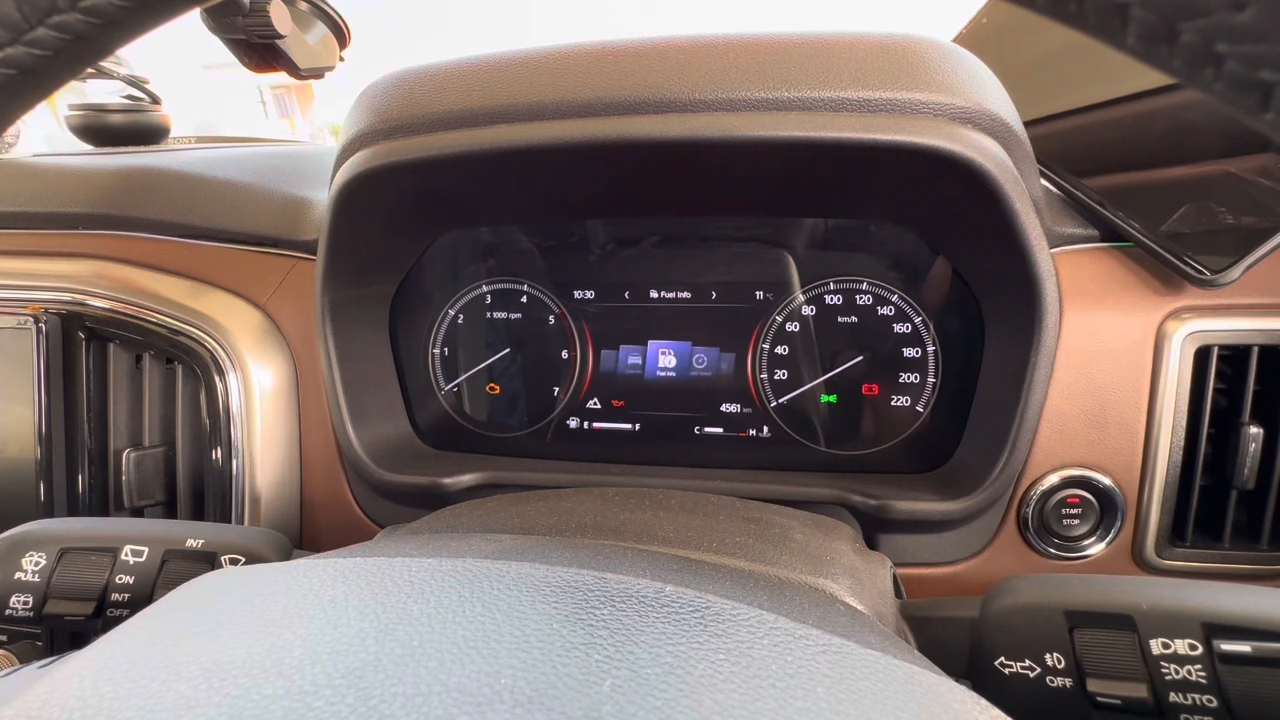 SONY
10:30
Fuel Info
11 °C
1
2
3
4
5
6
7
X 1000 rpm
20
40
60
80
100
120
140
160
180
200
220
km/h
Fuel Info
4561 km
E
F
C
H
START
STOP
PULL
PUSH
INT
ON
INT
OFF
OFF
AUTO